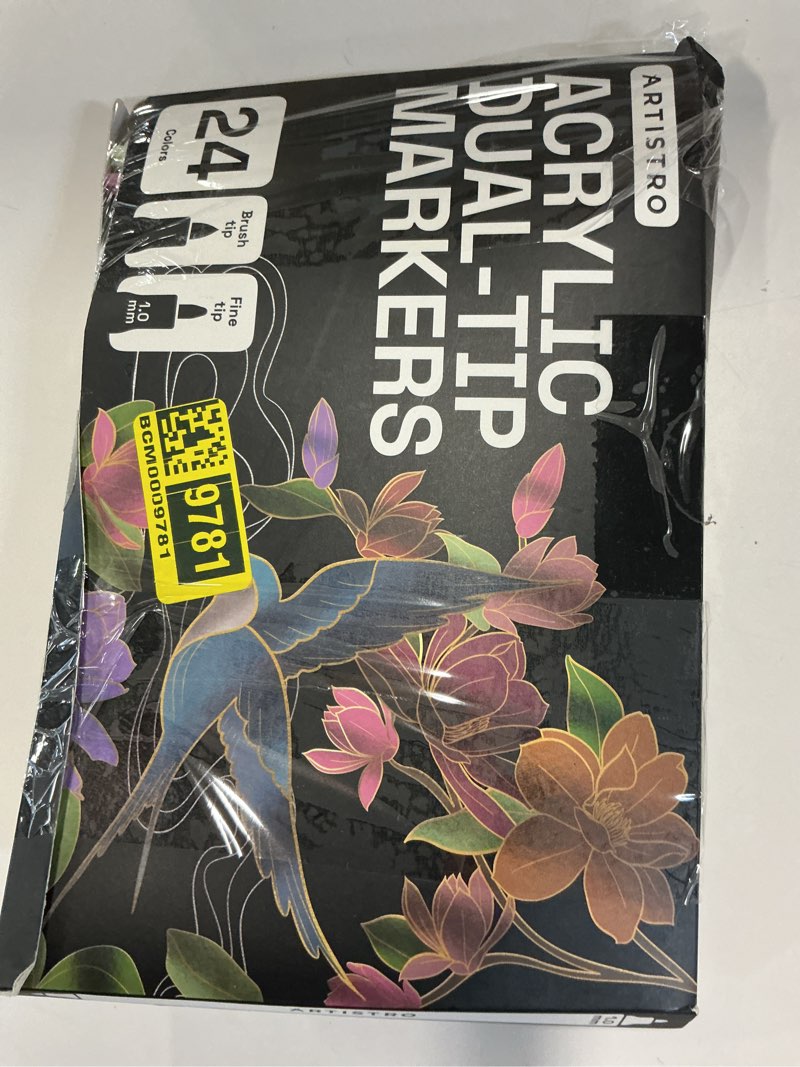 ARTISTRO
ACRYLIC
DUAL-TIP
MARKERS
24
Colors
Brush
tip
Fine
tip
1.0
mm
9781
BCM0009781
ARTISTRO